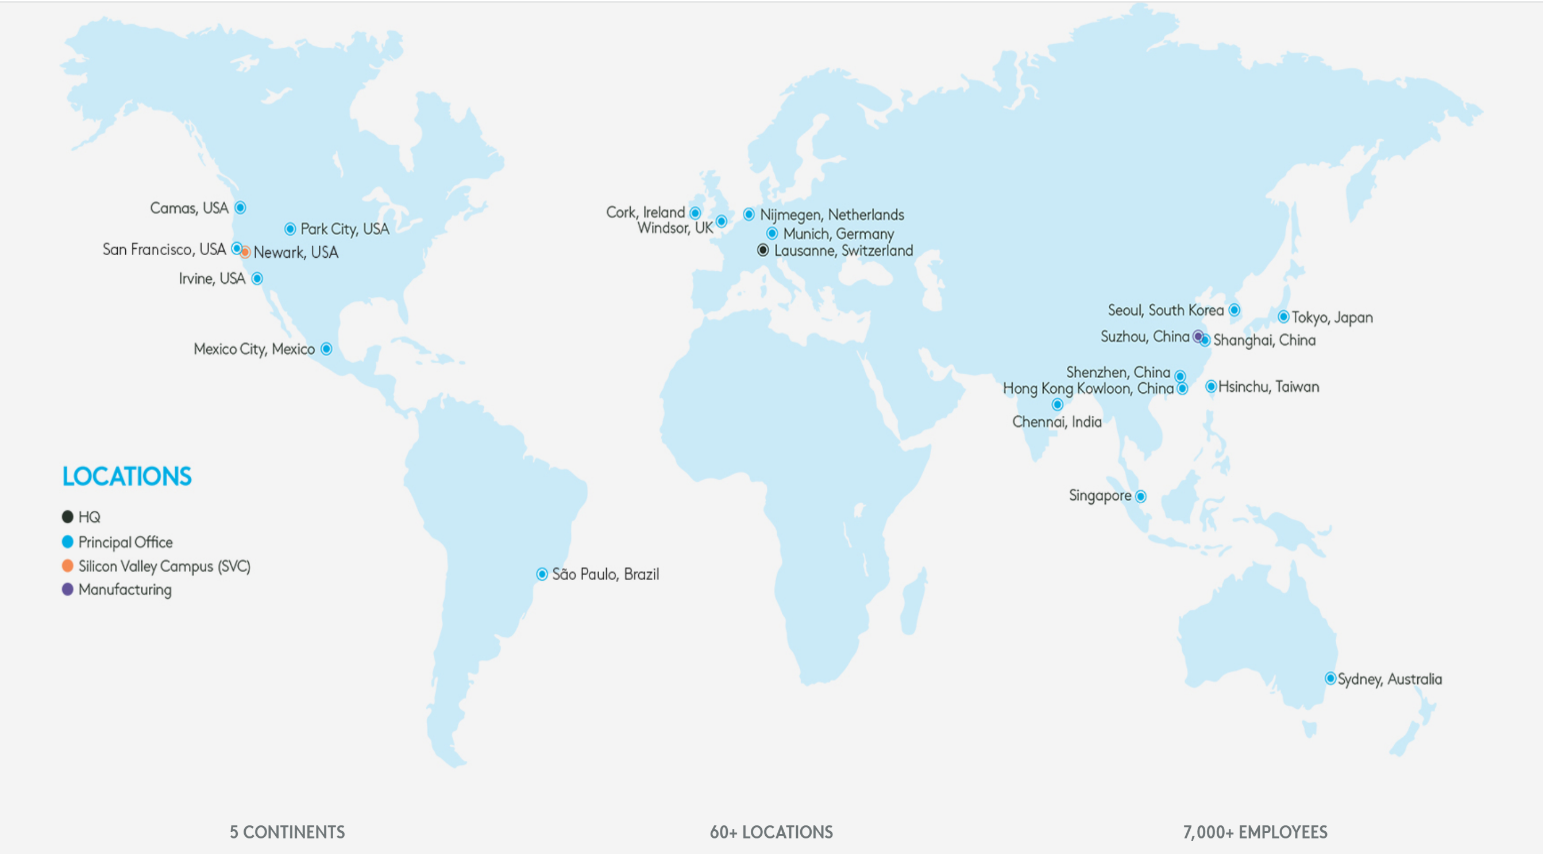 Camas, USA
Park City, USA
San Francisco, USA
Newark, USA
Irvine, USA
Mexico City, Mexico
Cork, Ireland
Windsor, UK
Nijmegen, Netherlands
Munich, Germany
Lausanne, Switzerland
Seoul, South Korea
Tokyo, Japan
Suzhou, China
Shanghai, China
Shenzhen, China
Hong Kong Kowloon, China
Hsinchu, Taiwan
Chennai, India
Singapore
São Paulo, Brazil
Sydney, Australia
LOCATIONS
HQ
Principal Office
Silicon Valley Campus (SVC)
Manufacturing
5 CONTINENTS
60+ LOCATIONS
7,000+ EMPLOYEES